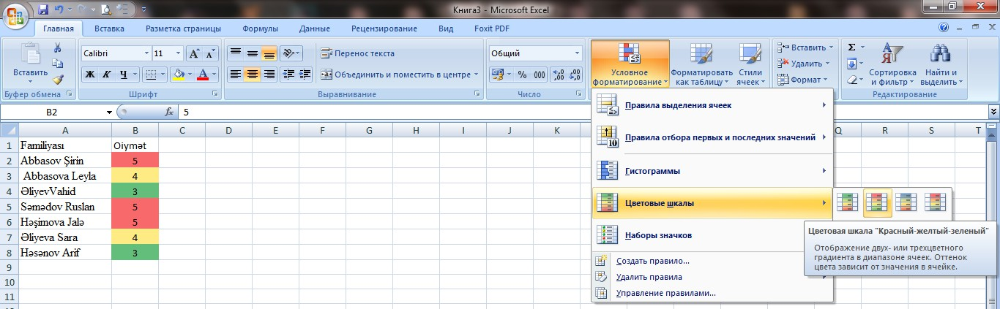 Книга3 - Microsoft Excel
Главная Вставка Разметка страницы Формулы Данные Рецензирование Вид Foxit PDF
Вставить
Буфер обмена
Calibri 11
Ж К Ч
Шрифт
Перенос текста
Объединить и поместить в центре
Выравнивание
Общий
% 000 ,0 ,00 ,00 ,0
Число
Условное форматирование
Форматировать как таблицу
Стили ячеек
Вставить
Удалить
Формат
Σ
Сортировка и фильтр
Найти и выделить
Редактирование
B2 fx 5
A B C D E F G H I J K Q R S T
1 Familiyası Oiymət
2 Abbasov Şirin 5
3 Abbasova Leyla 4
4 ƏliyevVahid 3
5 Səmədov Ruslan 5
6 Həşimova Jalə 5
7 Əliyeva Sara 4
8 Həsənov Arif 3
9
10
11
Правила выделения ячеек
Правила отбора первых и последних значений
Гистограммы
Цветовые шкалы
Наборы значков
Создать правило...
Удалить правила
Управление правилами...
Цветовая шкала "Красный-желтый-зеленый"
Отображение двух- или трехцветного
градиента в диапазоне ячеек. Оттенок
цвета зависит от значения в ячейке.